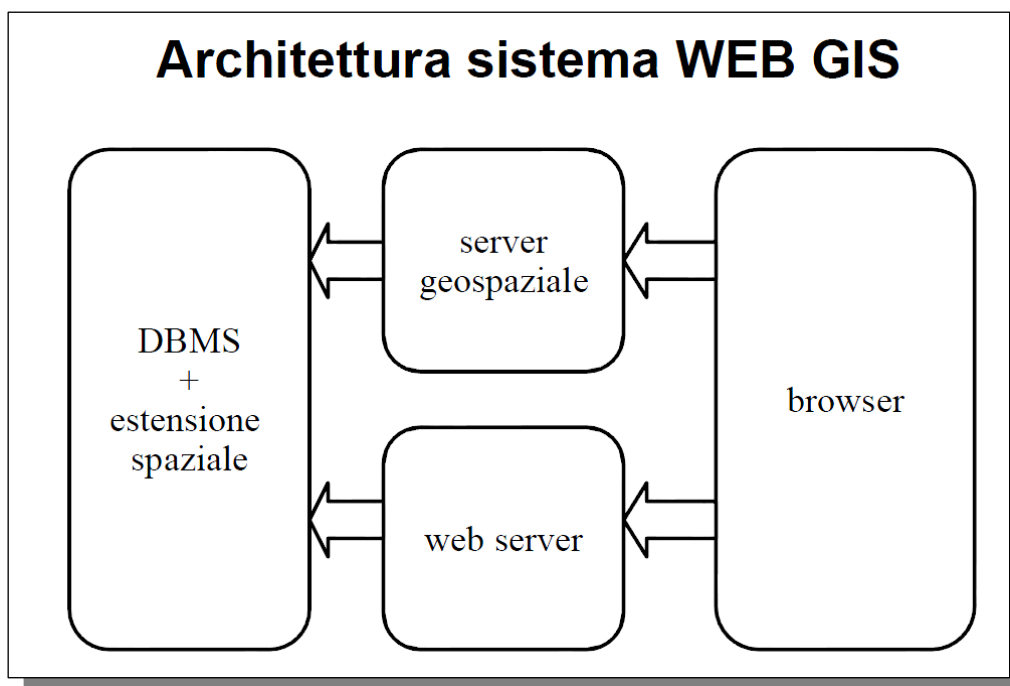 Architettura sistema WEB GIS
DBMS
+
estensione
spaziale
server
geospaziale
web server
browser